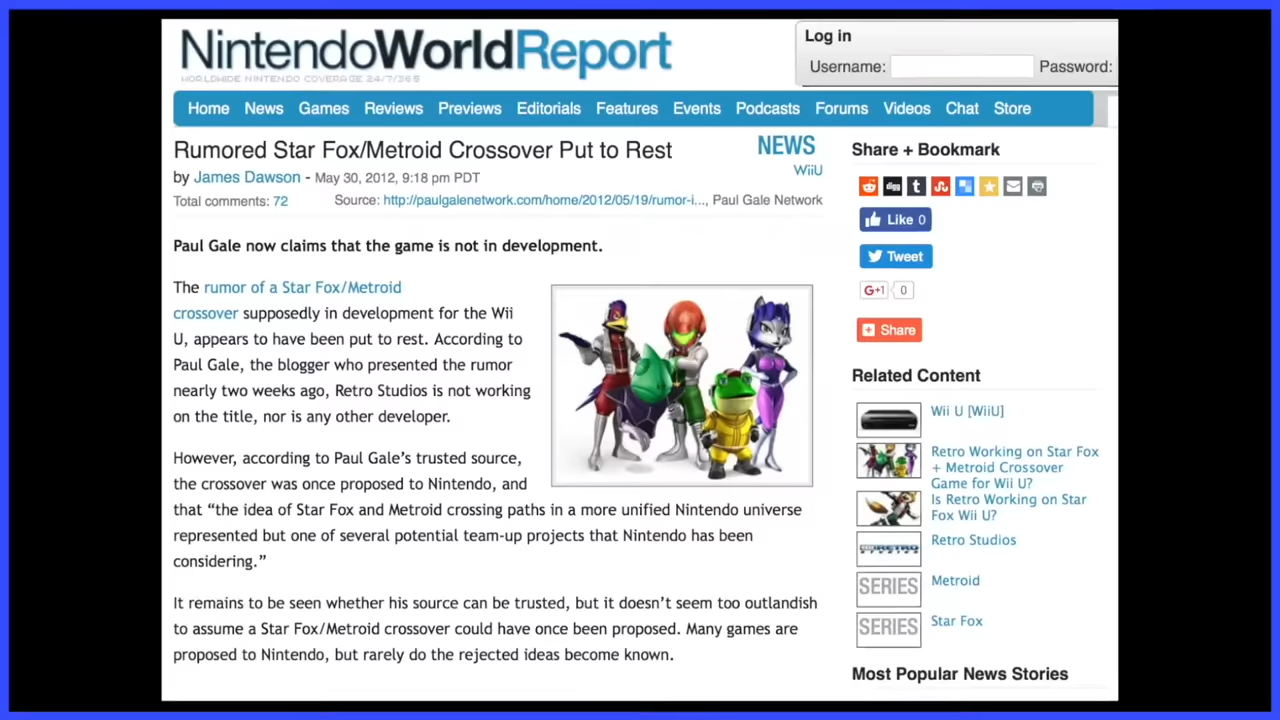 NintendoWorldReport
WORLDWIDE NINTENDO COVERAGE 24/7/365
Log in
Username:
Password:
Home News Games Reviews Previews Editorials Features Events Podcasts Forums Videos Chat Store
Rumored Star Fox/Metroid Crossover Put to Rest
NEWS
WiiU
by James Dawson - May 30, 2012, 9:18 pm PDT
Total comments: 72
Source: http://paulgalenetwork.com/home/2012/05/19/rumor-i..., Paul Gale Network
Paul Gale now claims that the game is not in development.
The rumor of a Star Fox/Metroid
crossover supposedly in development for the Wii
U, appears to have been put to rest. According to
Paul Gale, the blogger who presented the rumor
nearly two weeks ago, Retro Studios is not working
on the title, nor is any other developer.
However, according to Paul Gale’s trusted source,
the crossover was once proposed to Nintendo, and
that “the idea of Star Fox and Metroid crossing paths in a more unified Nintendo universe
represented but one of several potential team-up projects that Nintendo has been
considering.”
It remains to be seen whether his source can be trusted, but it doesn’t seem too outlandish
to assume a Star Fox/Metroid crossover could have once been proposed. Many games are
proposed to Nintendo, but rarely do the rejected ideas become known.
Share + Bookmark
digg
t
Like 0
Tweet
G+1 0
Share
Related Content
Wii U [WiiU]
Retro Working on Star Fox
+ Metroid Crossover
Game for Wii U?
Is Retro Working on Star
Fox Wii U?
RETRO
Retro Studios
SERIES
Metroid
SERIES
Star Fox
Most Popular News Stories